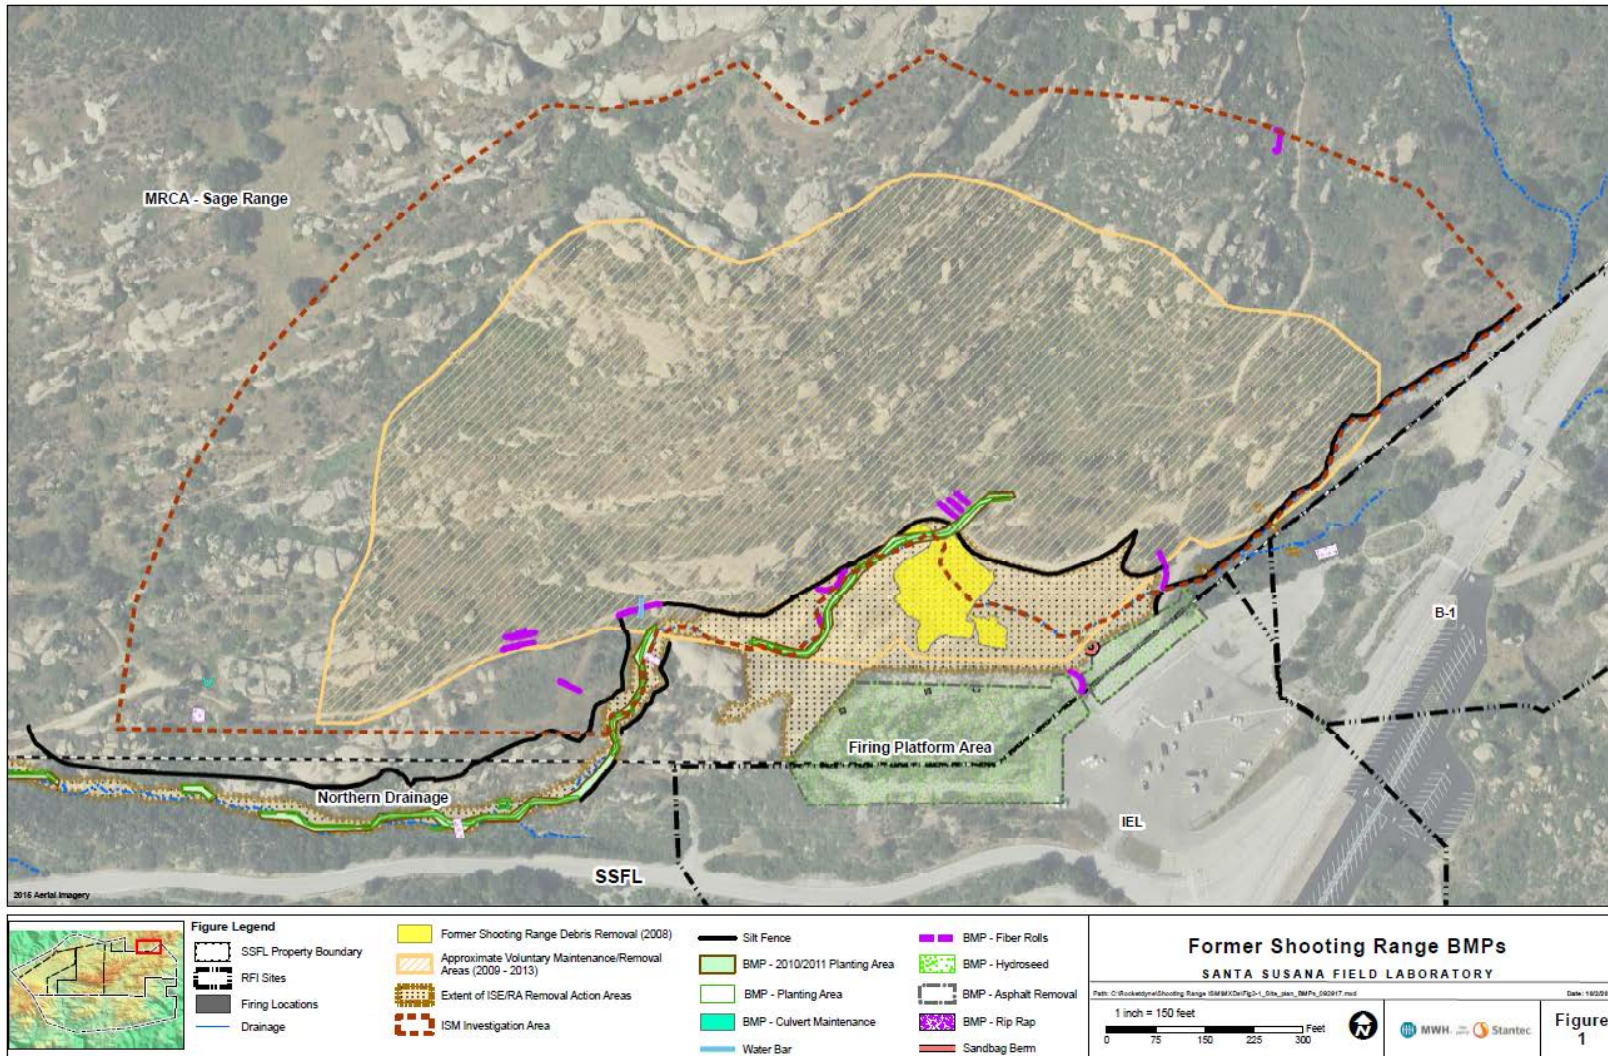 MRCA - Sage Range
B-1
Firing Platform Area
Northern Drainage
IEL
SSFL
2016 Aerial Imagery
Figure Legend
SSFL Property Boundary
RFI Sites
Firing Locations
Drainage
Former Shooting Range Debris Removal (2008)
Approximate Voluntary Maintenance/Removal
Areas (2009 - 2013)
Extent of ISE/RA Removal Action Areas
ISM Investigation Area
Silt Fence
BMP - 2010/2011 Planting Area
BMP - Planting Area
BMP - Culvert Maintenance
Water Bar
BMP - Fiber Rolls
BMP - Hydroseed
BMP - Asphalt Removal
BMP - Rip Rap
Sandbag Berm
Former Shooting Range BMPs
SANTA SUSANA FIELD LABORATORY
Date:
1 inch = 150 feet
Feet
0 75 150 225 300
N
MWH Stantec
Figure
1